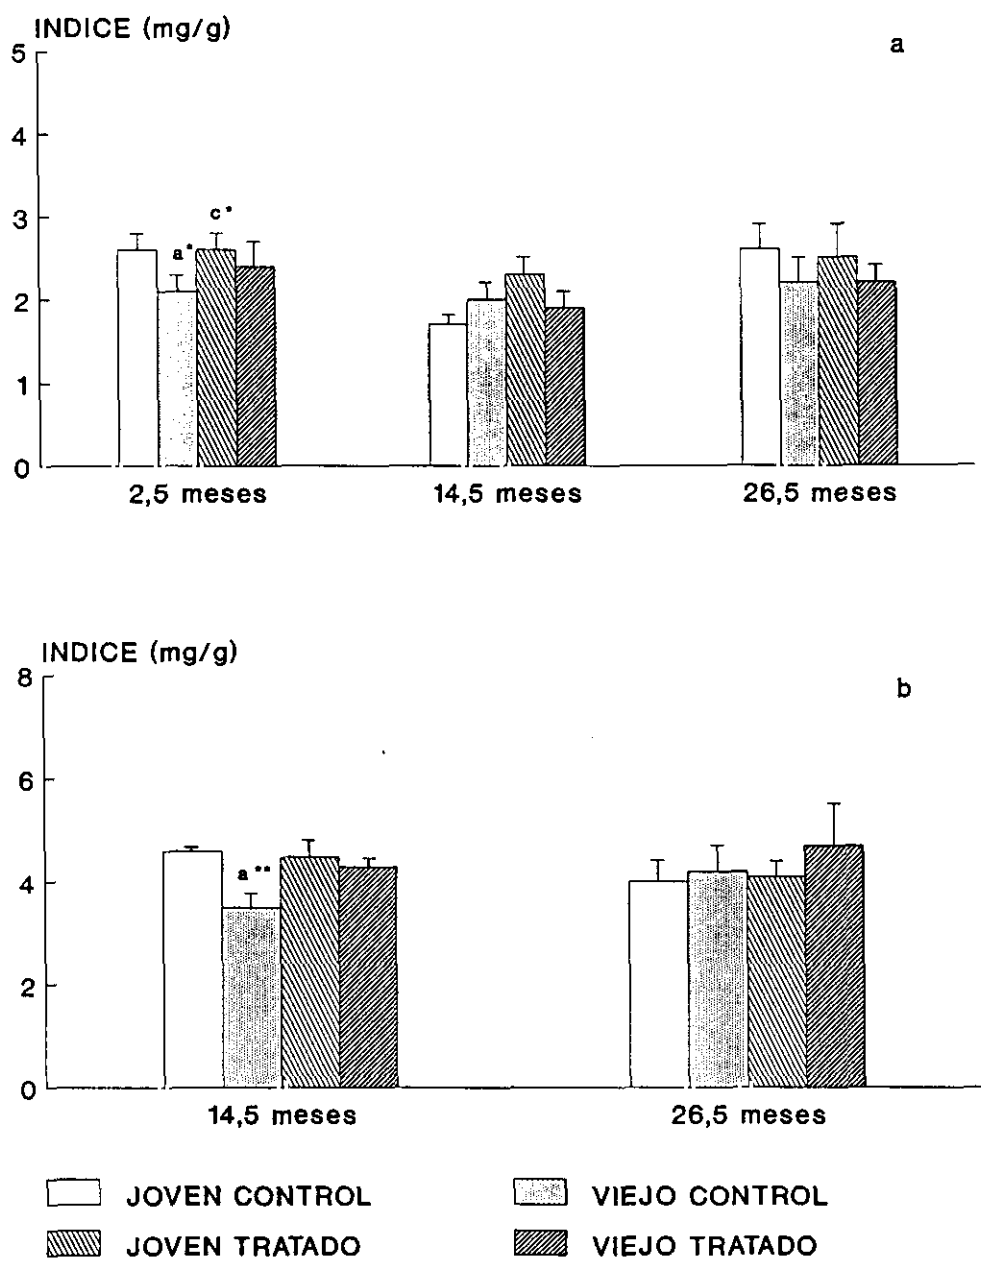 INDICE (mg/g)
a
5
4
3
2
1
0
c*
a*
2,5 meses 14,5 meses 26,5 meses
INDICE (mg/g)
b
8
6
4
2
0
a**
14,5 meses 26,5 meses
JOVEN CONTROL VIEJO CONTROL
JOVEN TRATADO VIEJO TRATADO